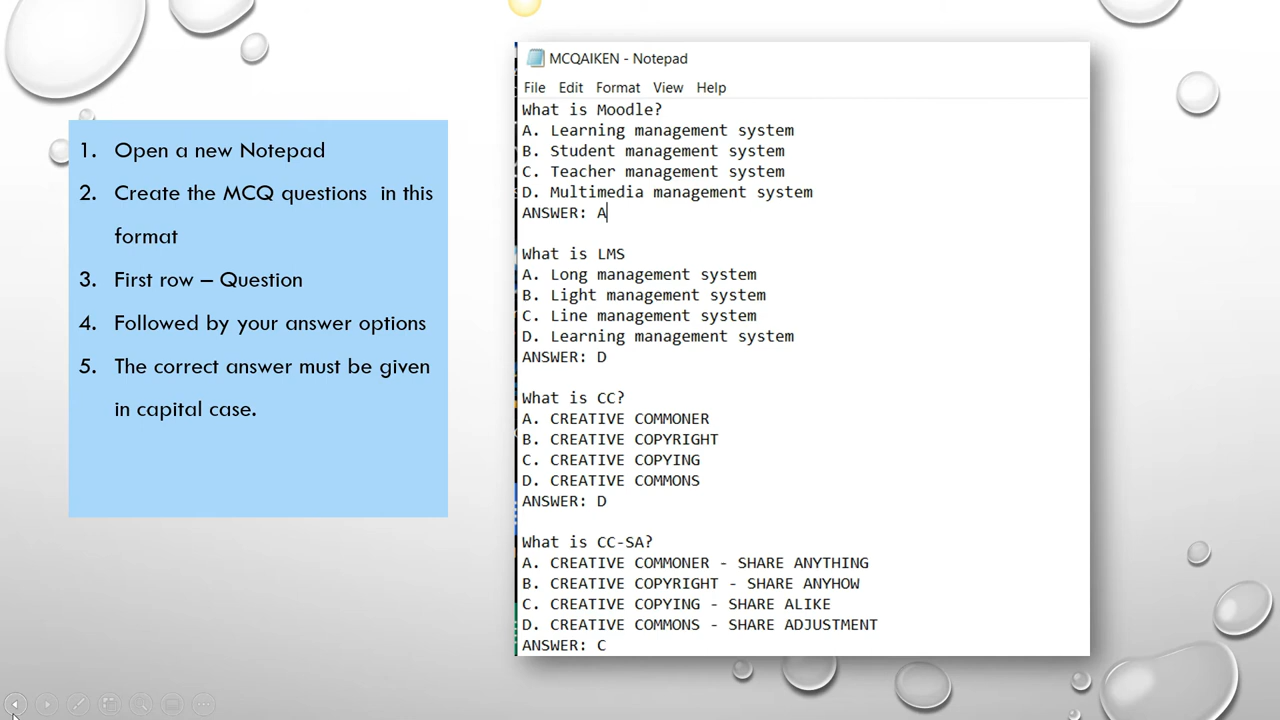 1. Open a new Notepad
2. Create the MCQ questions in this
format
3. First row – Question
4. Followed by your answer options
5. The correct answer must be given
in capital case.
MCQAIKEN - Notepad
File Edit Format View Help
What is Moodle?
A. Learning management system
B. Student management system
C. Teacher management system
D. Multimedia management system
ANSWER: A
What is LMS
A. Long management system
B. Light management system
C. Line management system
D. Learning management system
ANSWER: D
What is CC?
A. CREATIVE COMMONER
B. CREATIVE COPYRIGHT
C. CREATIVE COPYING
D. CREATIVE COMMONS
ANSWER: D
What is CC-SA?
A. CREATIVE COMMONER - SHARE ANYTHING
B. CREATIVE COPYRIGHT - SHARE ANYHOW
C. CREATIVE COPYING - SHARE ALIKE
D. CREATIVE COMMONS - SHARE ADJUSTMENT
ANSWER: C